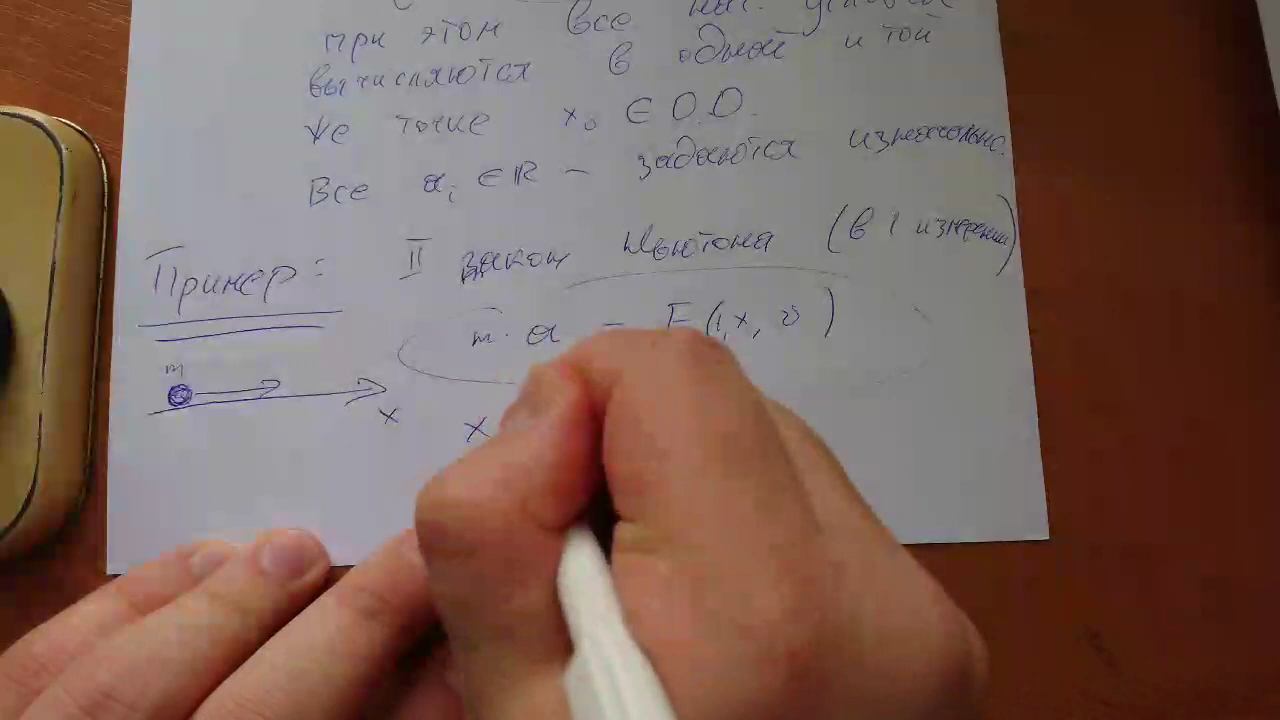 при этом все нач. условия
вычисляются в одной и той
же точке x₀ ∈ O.O.
Все αᵢ ∈ ℝ – задаются изначально.
Пример: II закон Ньютона (в 1 измерении)
m · a = F(t, x, v)
m
x
x